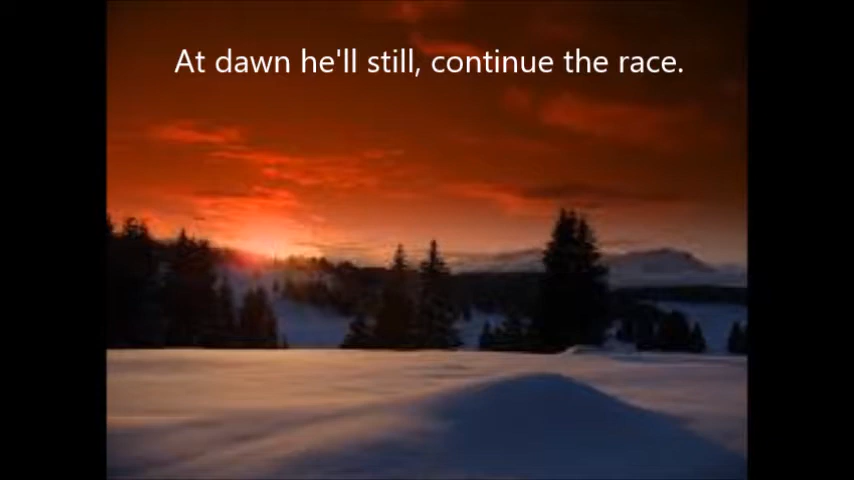 At dawn he'll still, continue the race.